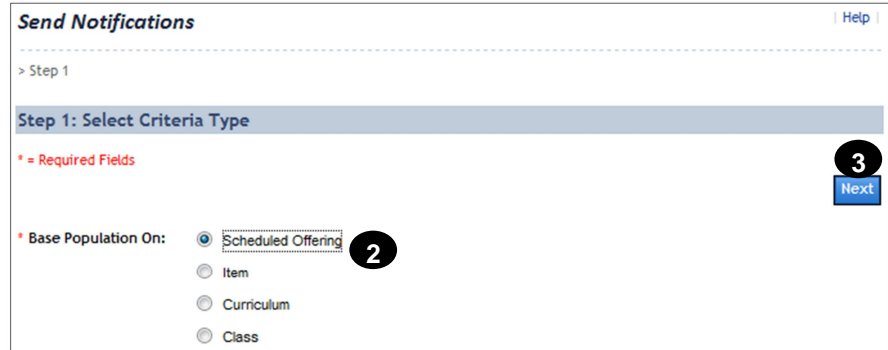 Send Notifications
| Help |
> Step 1
Step 1: Select Criteria Type
* = Required Fields
3
Next
* Base Population On: Scheduled Offering
2
Item
Curriculum
Class